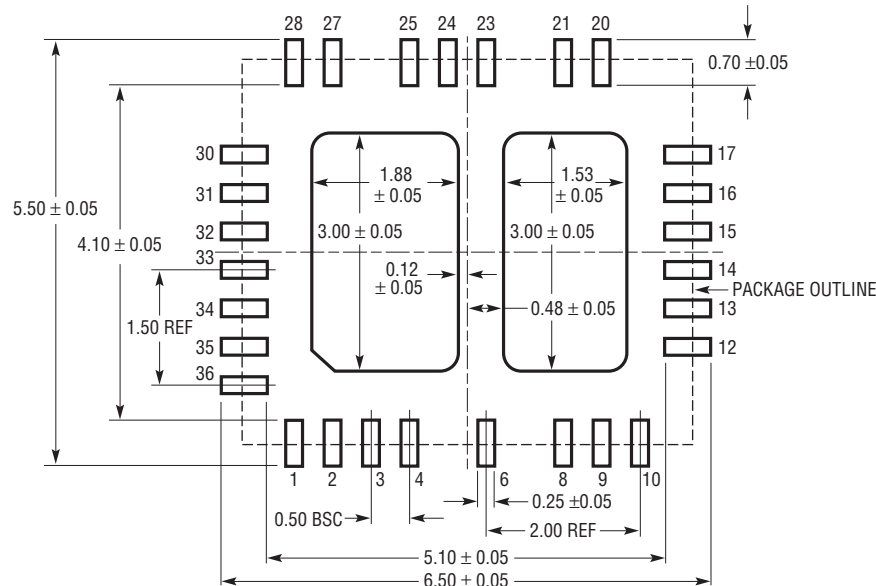 28 27 25 24 23 21 20
0.70 ±0.05
30
31
32
33
34
35
36
17
16
15
14
13
12
5.50 ± 0.05
4.10 ± 0.05
1.50 REF
1.88
± 0.05
3.00 ± 0.05
1.53
± 0.05
3.00 ± 0.05
0.12
± 0.05
0.48 ± 0.05
PACKAGE OUTLINE
1 2 3 4 6 8 9 10
0.25 ±0.05
0.50 BSC
2.00 REF
5.10 ± 0.05
6.50 ± 0.05